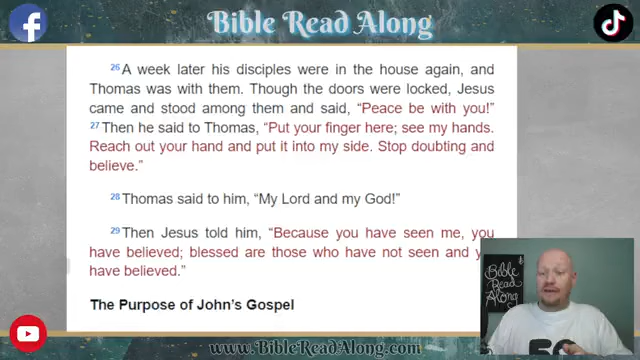 Bible Read Along
26 A week later his disciples were in the house again, and
Thomas was with them. Though the doors were locked, Jesus
came and stood among them and said, “Peace be with you!”
27 Then he said to Thomas, “Put your finger here; see my hands.
Reach out your hand and put it into my side. Stop doubting and
believe.”
28 Thomas said to him, “My Lord and my God!”
29 Then Jesus told him, “Because you have seen me, you
have believed; blessed are those who have not seen and
have believed.”
The Purpose of John’s Gospel
Bible
Read
Along
www.BibleReadAlong.com